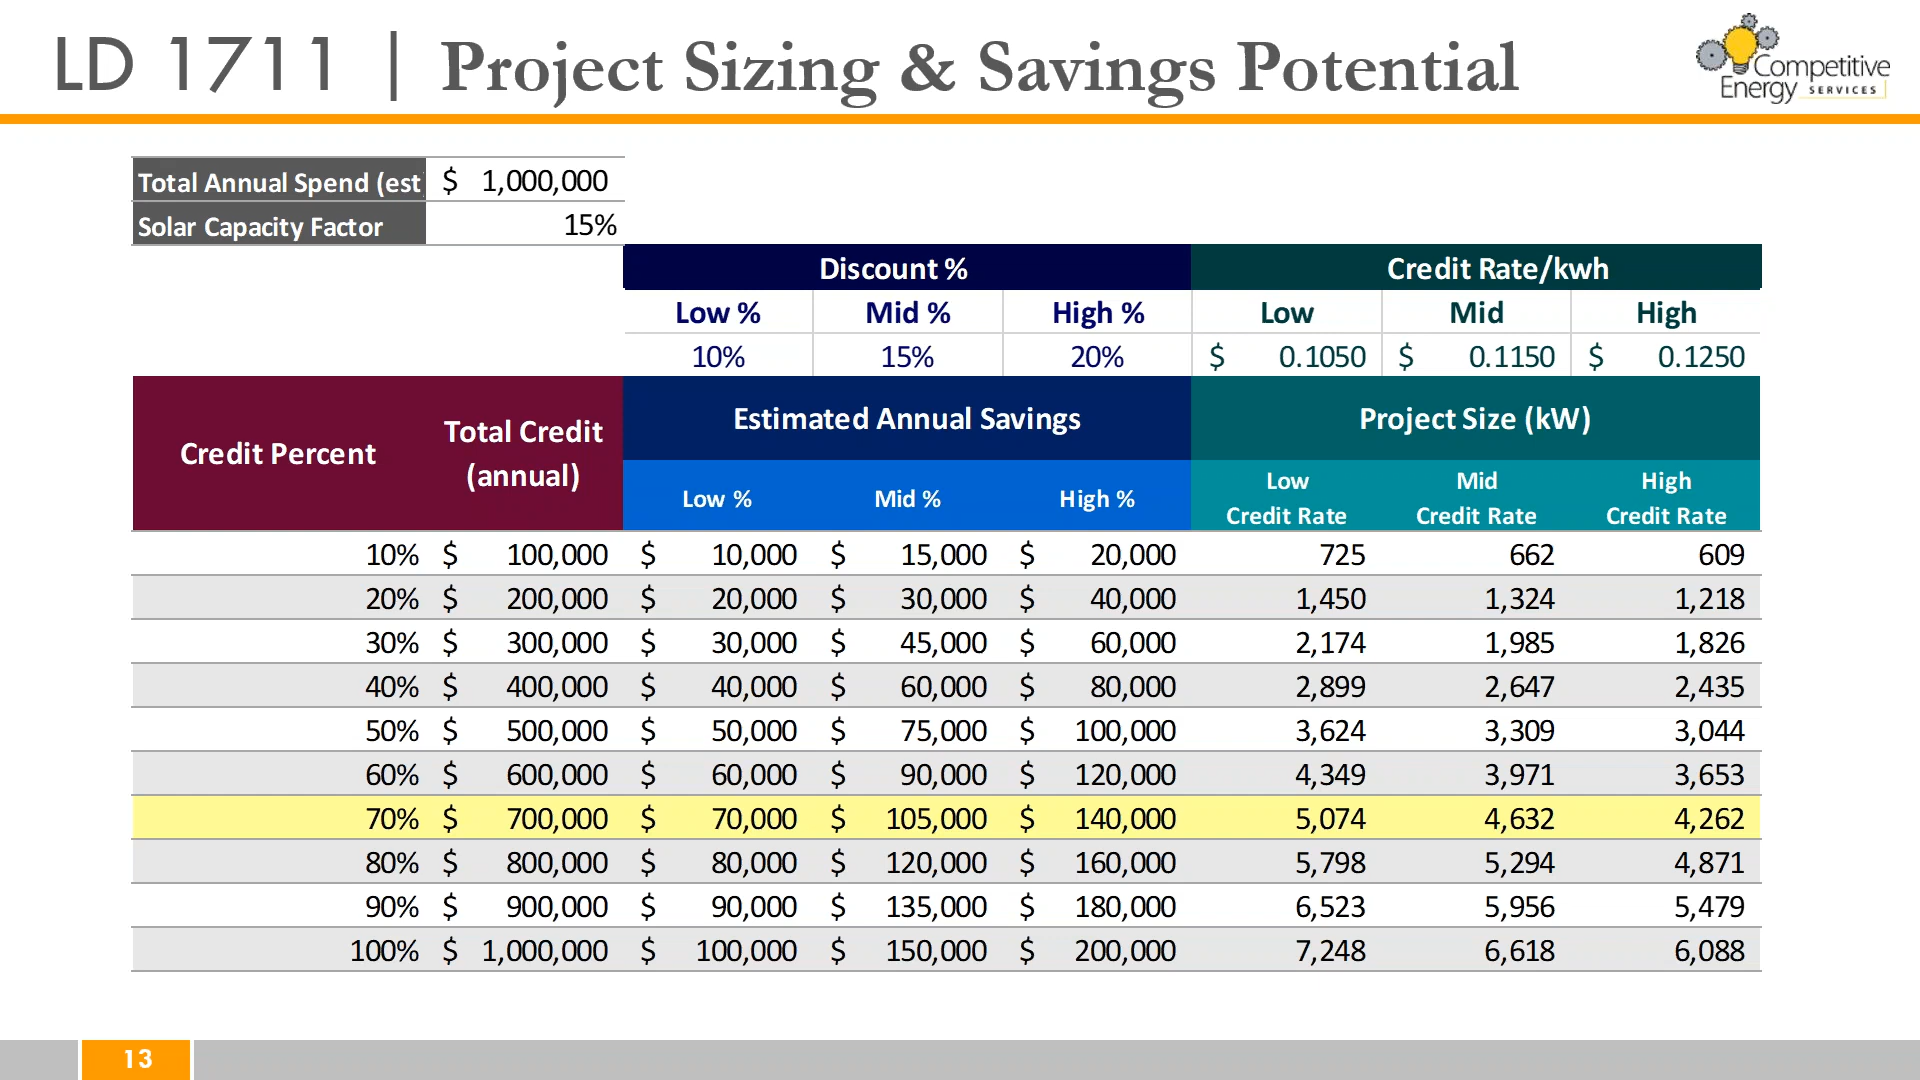 LD 1711 | Project Sizing & Savings Potential
Competitive
Energy SERVICES
Total Annual Spend (est) $ 1,000,000
Solar Capacity Factor 15%
Discount % Credit Rate/kwh
Low % Mid % High % Low Mid High
10% 15% 20% $ 0.1050 $ 0.1150 $ 0.1250
Credit Percent Total Credit (annual) Estimated Annual Savings Project Size (kW)
Low % Mid % High % Low Credit Rate Mid Credit Rate High Credit Rate
10% $ 100,000 $ 10,000 $ 15,000 $ 20,000 725 662 609
20% $ 200,000 $ 20,000 $ 30,000 $ 40,000 1,450 1,324 1,218
30% $ 300,000 $ 30,000 $ 45,000 $ 60,000 2,174 1,985 1,826
40% $ 400,000 $ 40,000 $ 60,000 $ 80,000 2,899 2,647 2,435
50% $ 500,000 $ 50,000 $ 75,000 $ 100,000 3,624 3,309 3,044
60% $ 600,000 $ 60,000 $ 90,000 $ 120,000 4,349 3,971 3,653
70% $ 700,000 $ 70,000 $ 105,000 $ 140,000 5,074 4,632 4,262
80% $ 800,000 $ 80,000 $ 120,000 $ 160,000 5,798 5,294 4,871
90% $ 900,000 $ 90,000 $ 135,000 $ 180,000 6,523 5,956 5,479
100% $ 1,000,000 $ 100,000 $ 150,000 $ 200,000 7,248 6,618 6,088
13